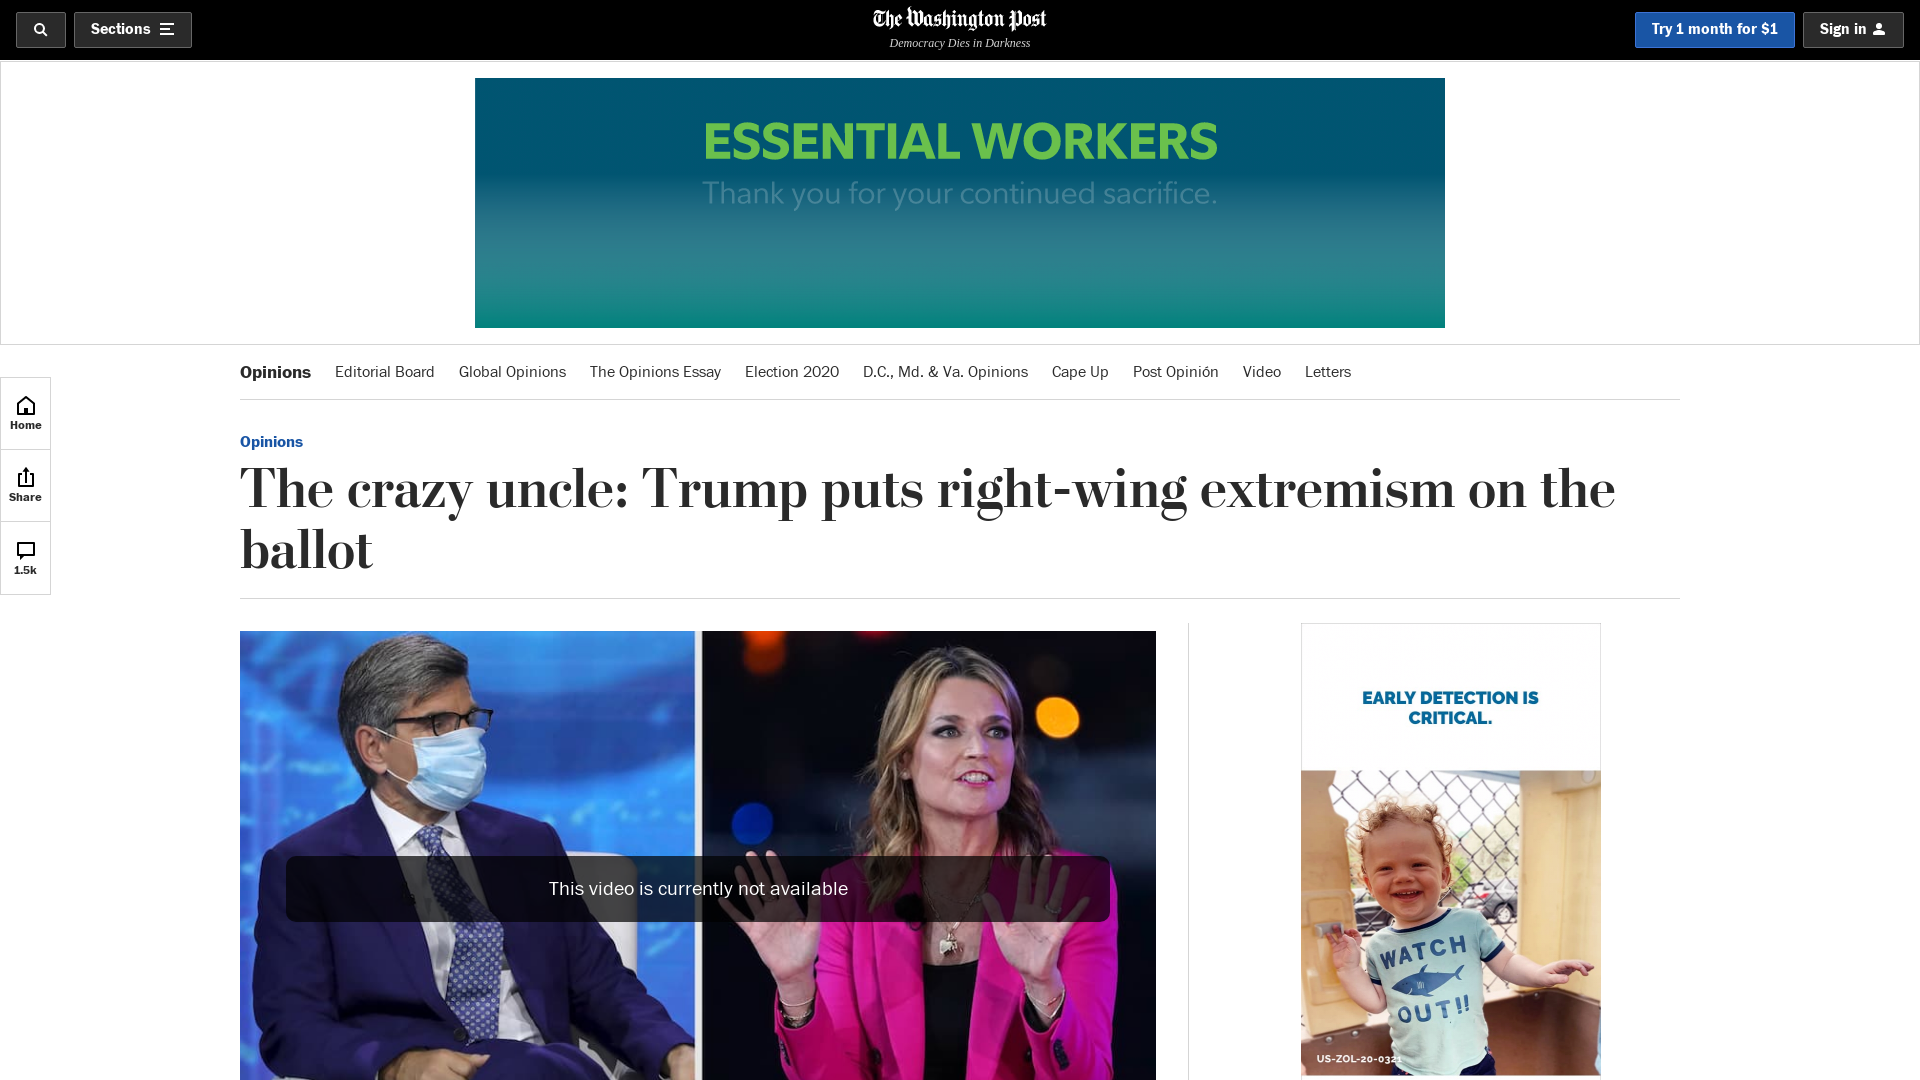 Sections
The Washington Post
Democracy Dies in Darkness
Try 1 month for $1
Sign in
ESSENTIAL WORKERS
Thank you for your continued sacrifice.
Opinions
Editorial Board
Global Opinions
The Opinions Essay
Election 2020
D.C., Md. & Va. Opinions
Cape Up
Post Opinión
Video
Letters
Home
Share
1.5k
Opinions
The crazy uncle: Trump puts right-wing extremism on the
ballot
This video is currently not available
EARLY DETECTION IS
CRITICAL.
WATCH
OUT!!
US-ZOL-20-0321